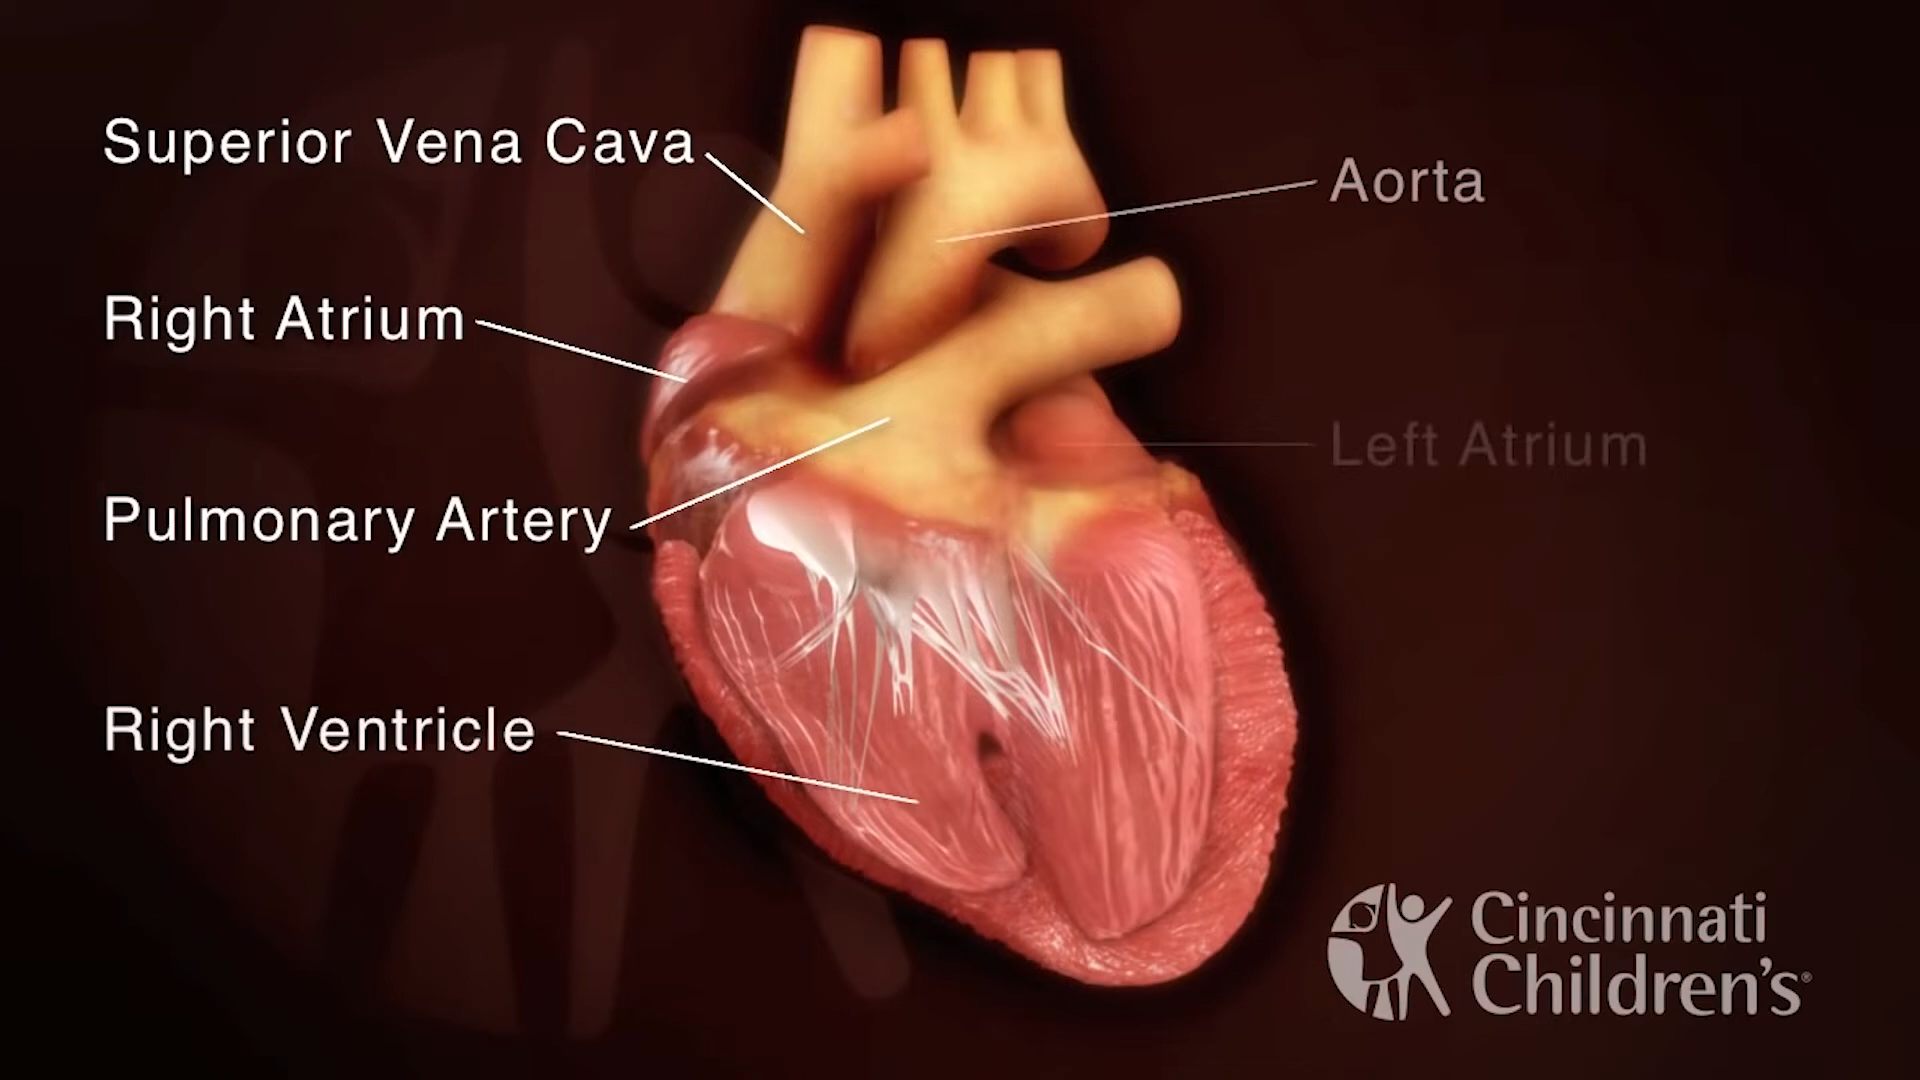 Superior Vena Cava
Aorta
Right Atrium
Left Atrium
Pulmonary Artery
Right Ventricle
Cincinnati
Children's®